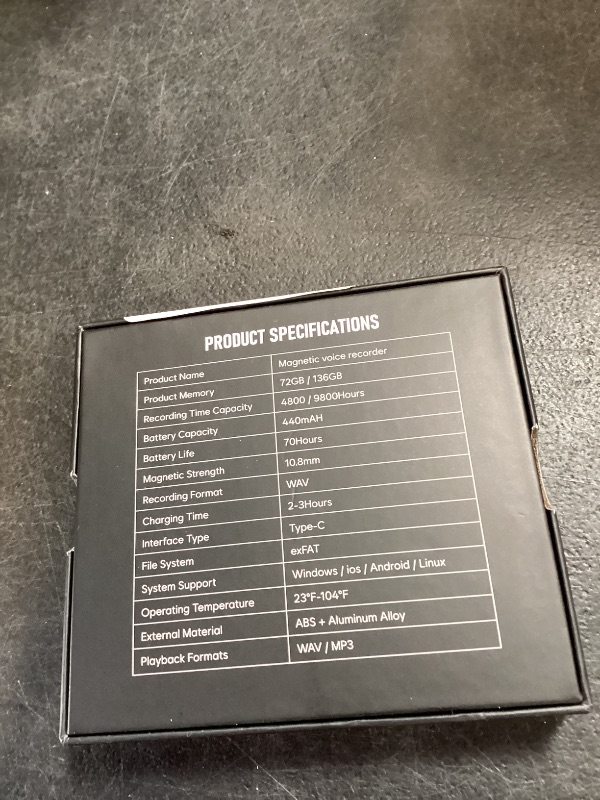 PRODUCT SPECIFICATIONS
Product Name Magnetic voice recorder
Product Memory 72GB / 136GB
Recording Time Capacity 4800 / 9800Hours
Battery Capacity 440mAH
Battery Life 70Hours
Magnetic Strength 10.8mm
Recording Format WAV
Charging Time 2-3Hours
Interface Type Type-C
File System exFAT
System Support Windows / ios / Android / Linux
Operating Temperature 23°F-104°F
External Material ABS + Aluminum Alloy
Playback Formats WAV / MP3